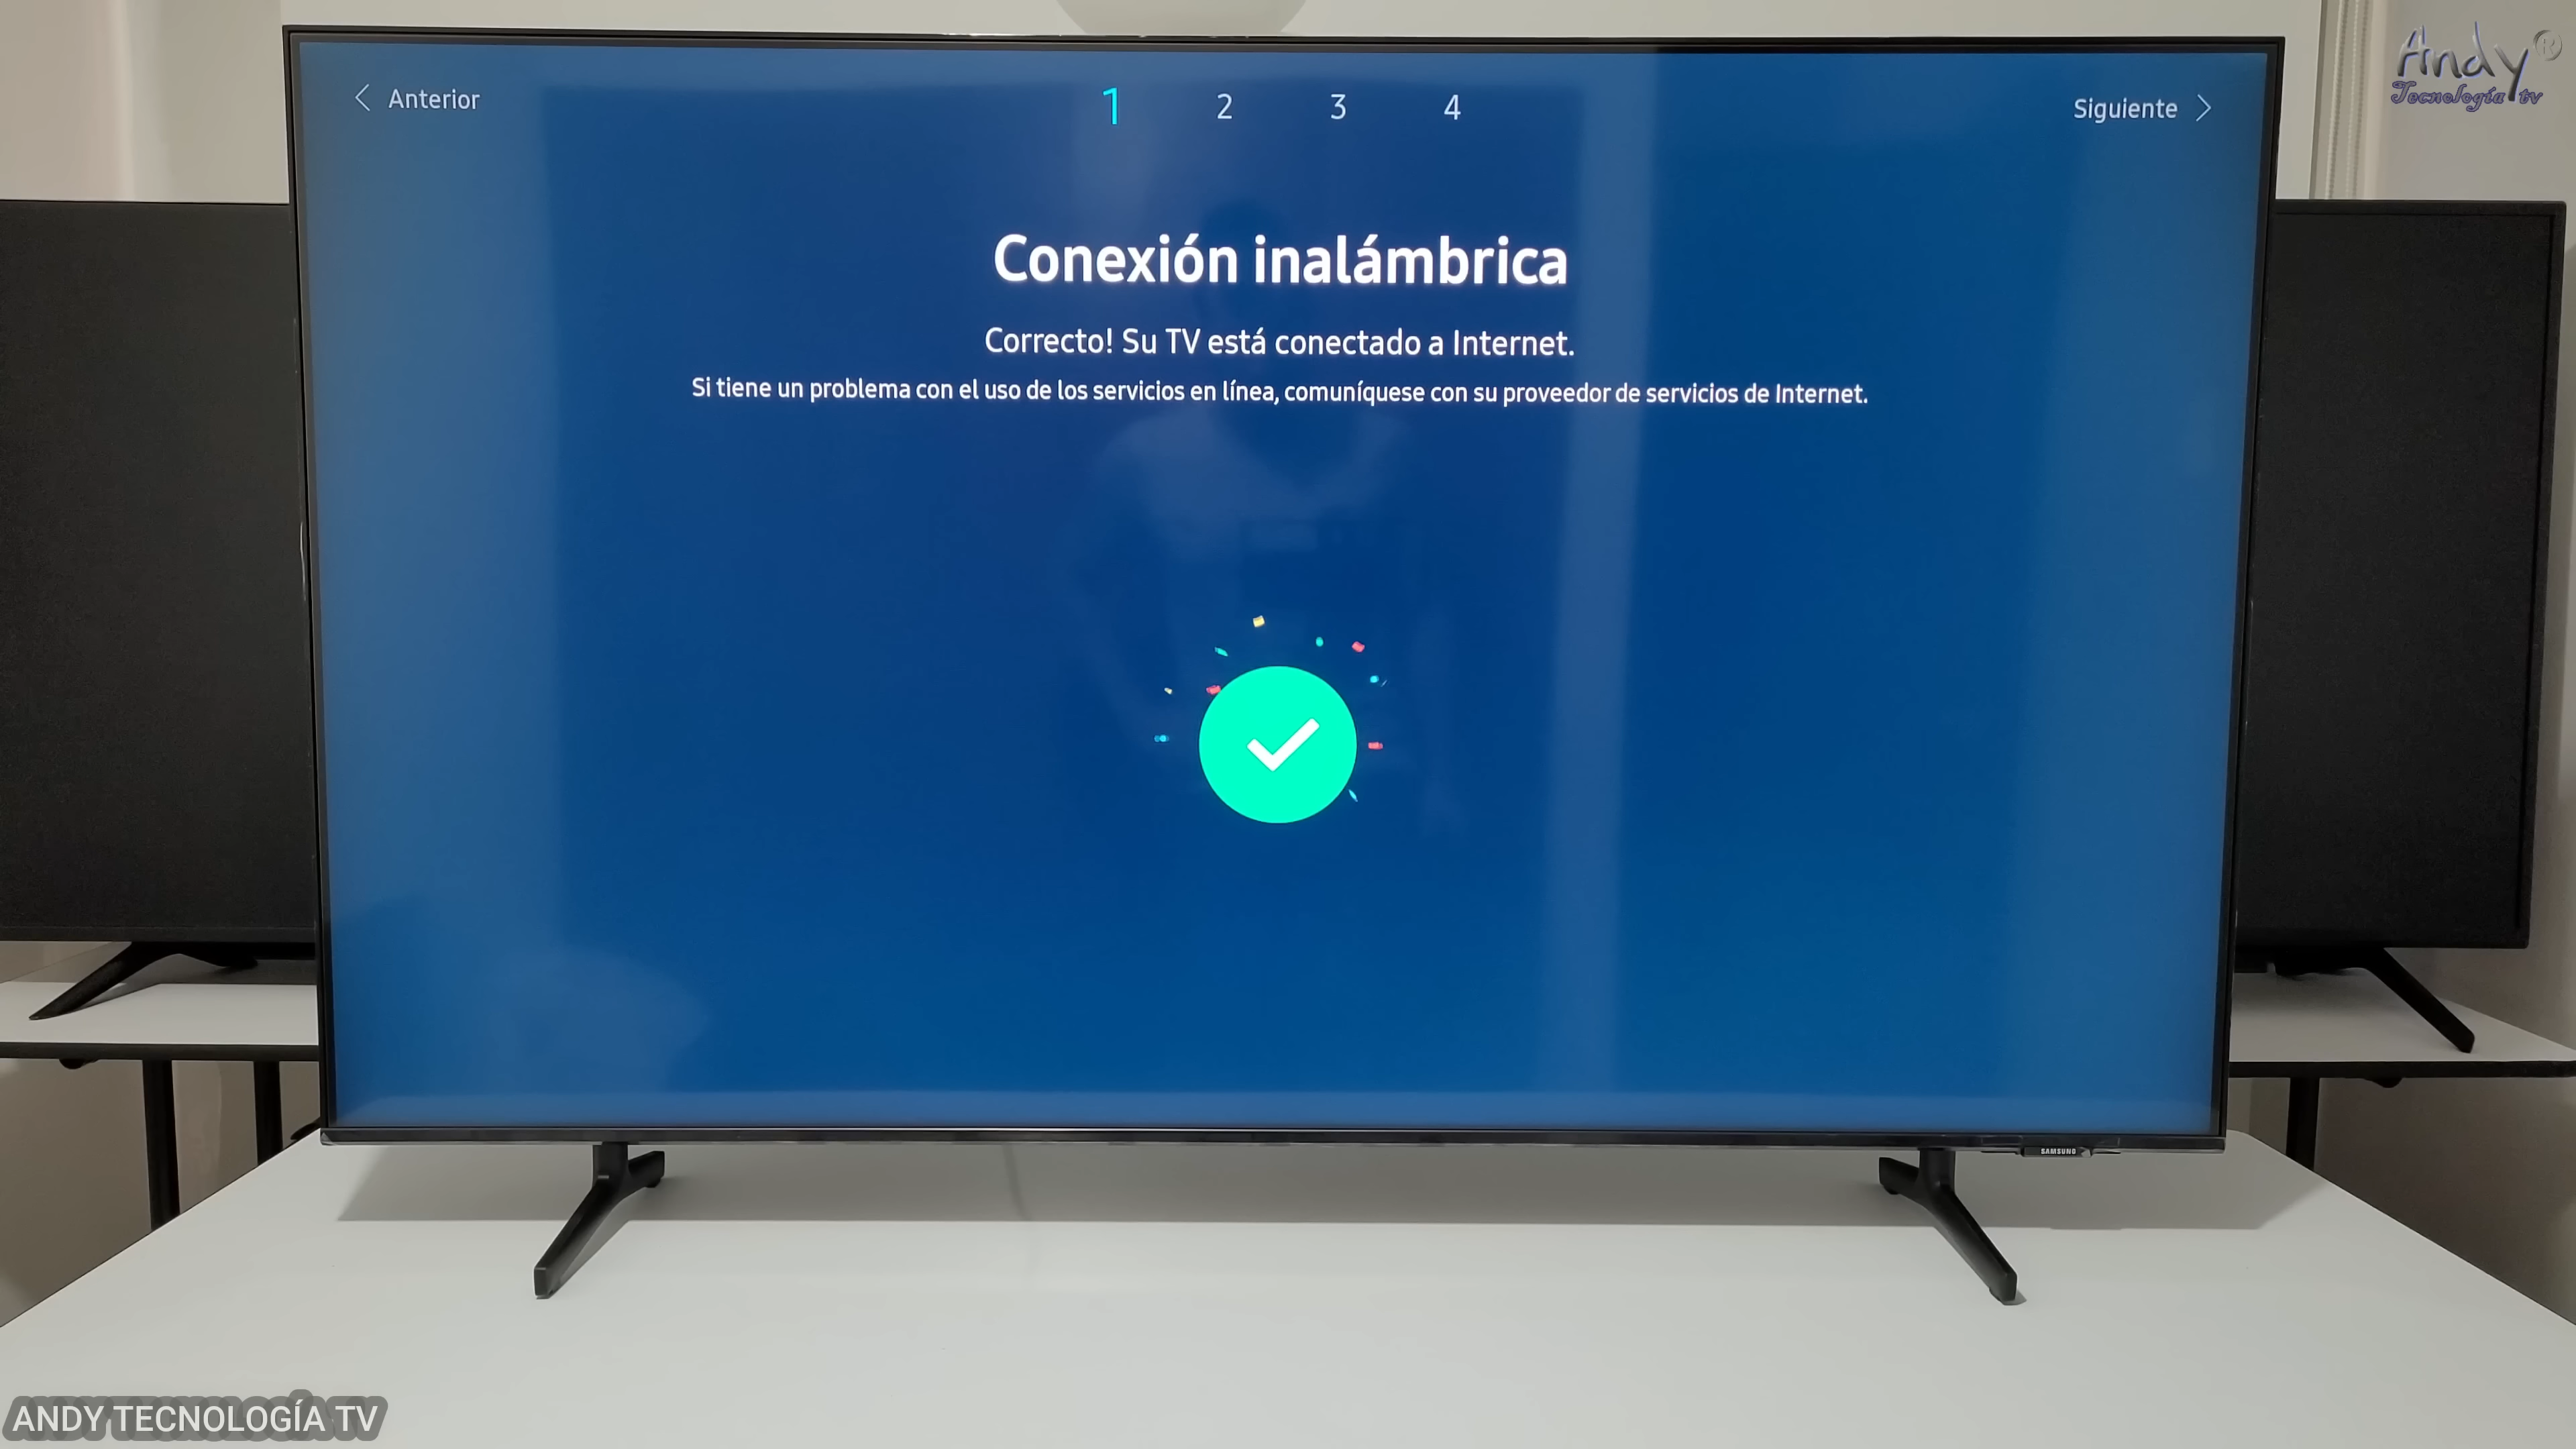 Andy®
Tecnología tv
Anterior
1 2 3 4
Siguiente
Conexión inalámbrica
Correcto! Su TV está conectado a Internet.
Si tiene un problema con el uso de los servicios en línea, comuníquese con su proveedor de servicios de Internet.
SAMSUNG
ANDY TECNOLOGÍA TV